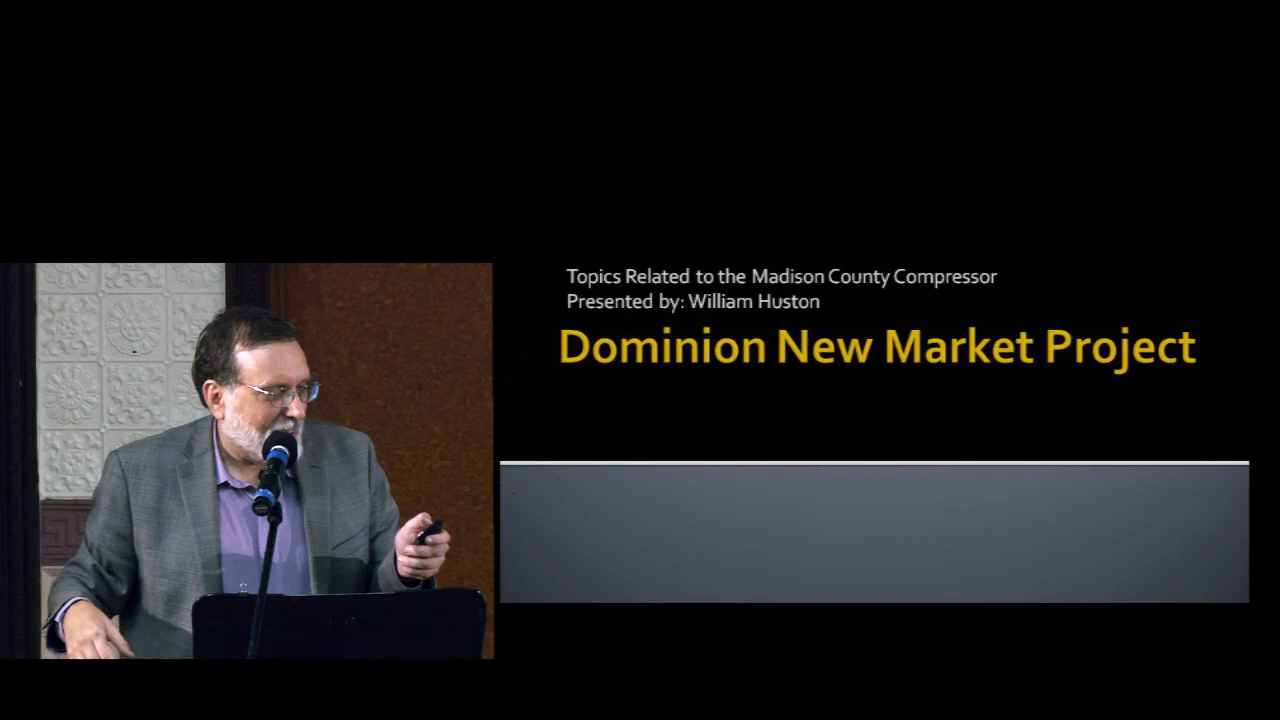 Topics Related to the Madison County Compressor
Presented by: William Huston
Dominion New Market Project